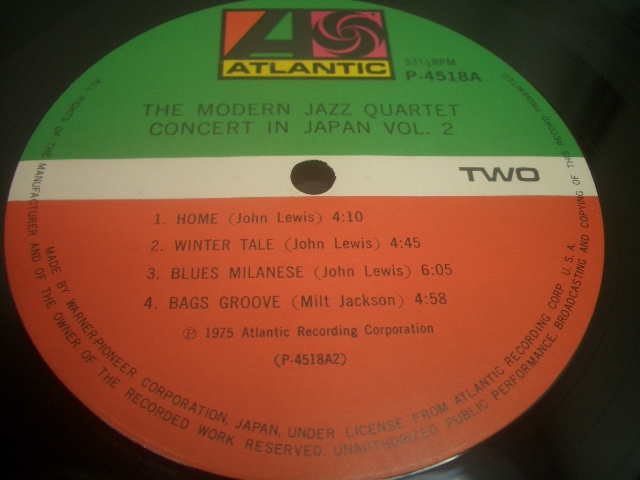 ATLANTIC
33⅓RPM
P-4518A
THE MODERN JAZZ QUARTET
CONCERT IN JAPAN VOL. 2
TWO
1. HOME (John Lewis) 4:10
2. WINTER TALE (John Lewis) 4:45
3. BLUES MILANESE (John Lewis) 6:05
4. BAGS GROOVE (Milt Jackson) 4:58
Ⓟ 1975 Atlantic Recording Corporation
(P-4518A2)
MADE BY WARNER-PIONEER CORPORATION, JAPAN, UNDER LICENSE FROM ATLANTIC RECORDING CORP. U.S.A.
ALL RIGHTS OF THE MANUFACTURER AND OF THE OWNER OF THE RECORDED WORK RESERVED. UNAUTHORIZED PUBLIC PERFORMANCE, BROADCASTING AND COPYING OF THIS RECORD PROHIBITED